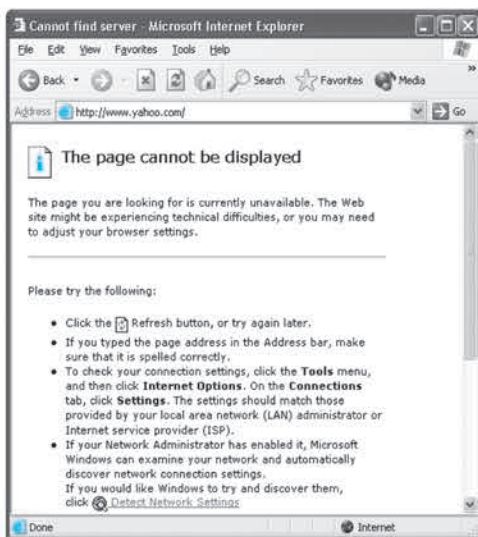 Cannot find server - Microsoft Internet Explorer
File Edit View Favorites Tools Help
Back Search Favorites Media »
Address http://www.yahoo.com/ Go
The page cannot be displayed
The page you are looking for is currently unavailable. The Web
site might be experiencing technical difficulties, or you may need
to adjust your browser settings.
Please try the following:
• Click the Refresh button, or try again later.
• If you typed the page address in the Address bar, make
sure that it is spelled correctly.
• To check your connection settings, click the Tools menu,
and then click Internet Options. On the Connections
tab, click Settings. The settings should match those
provided by your local area network (LAN) administrator or
Internet service provider (ISP).
• If your Network Administrator has enabled it, Microsoft
Windows can examine your network and automatically
discover network connection settings.
If you would like Windows to try and discover them,
click Detect Network Settings
Done Internet